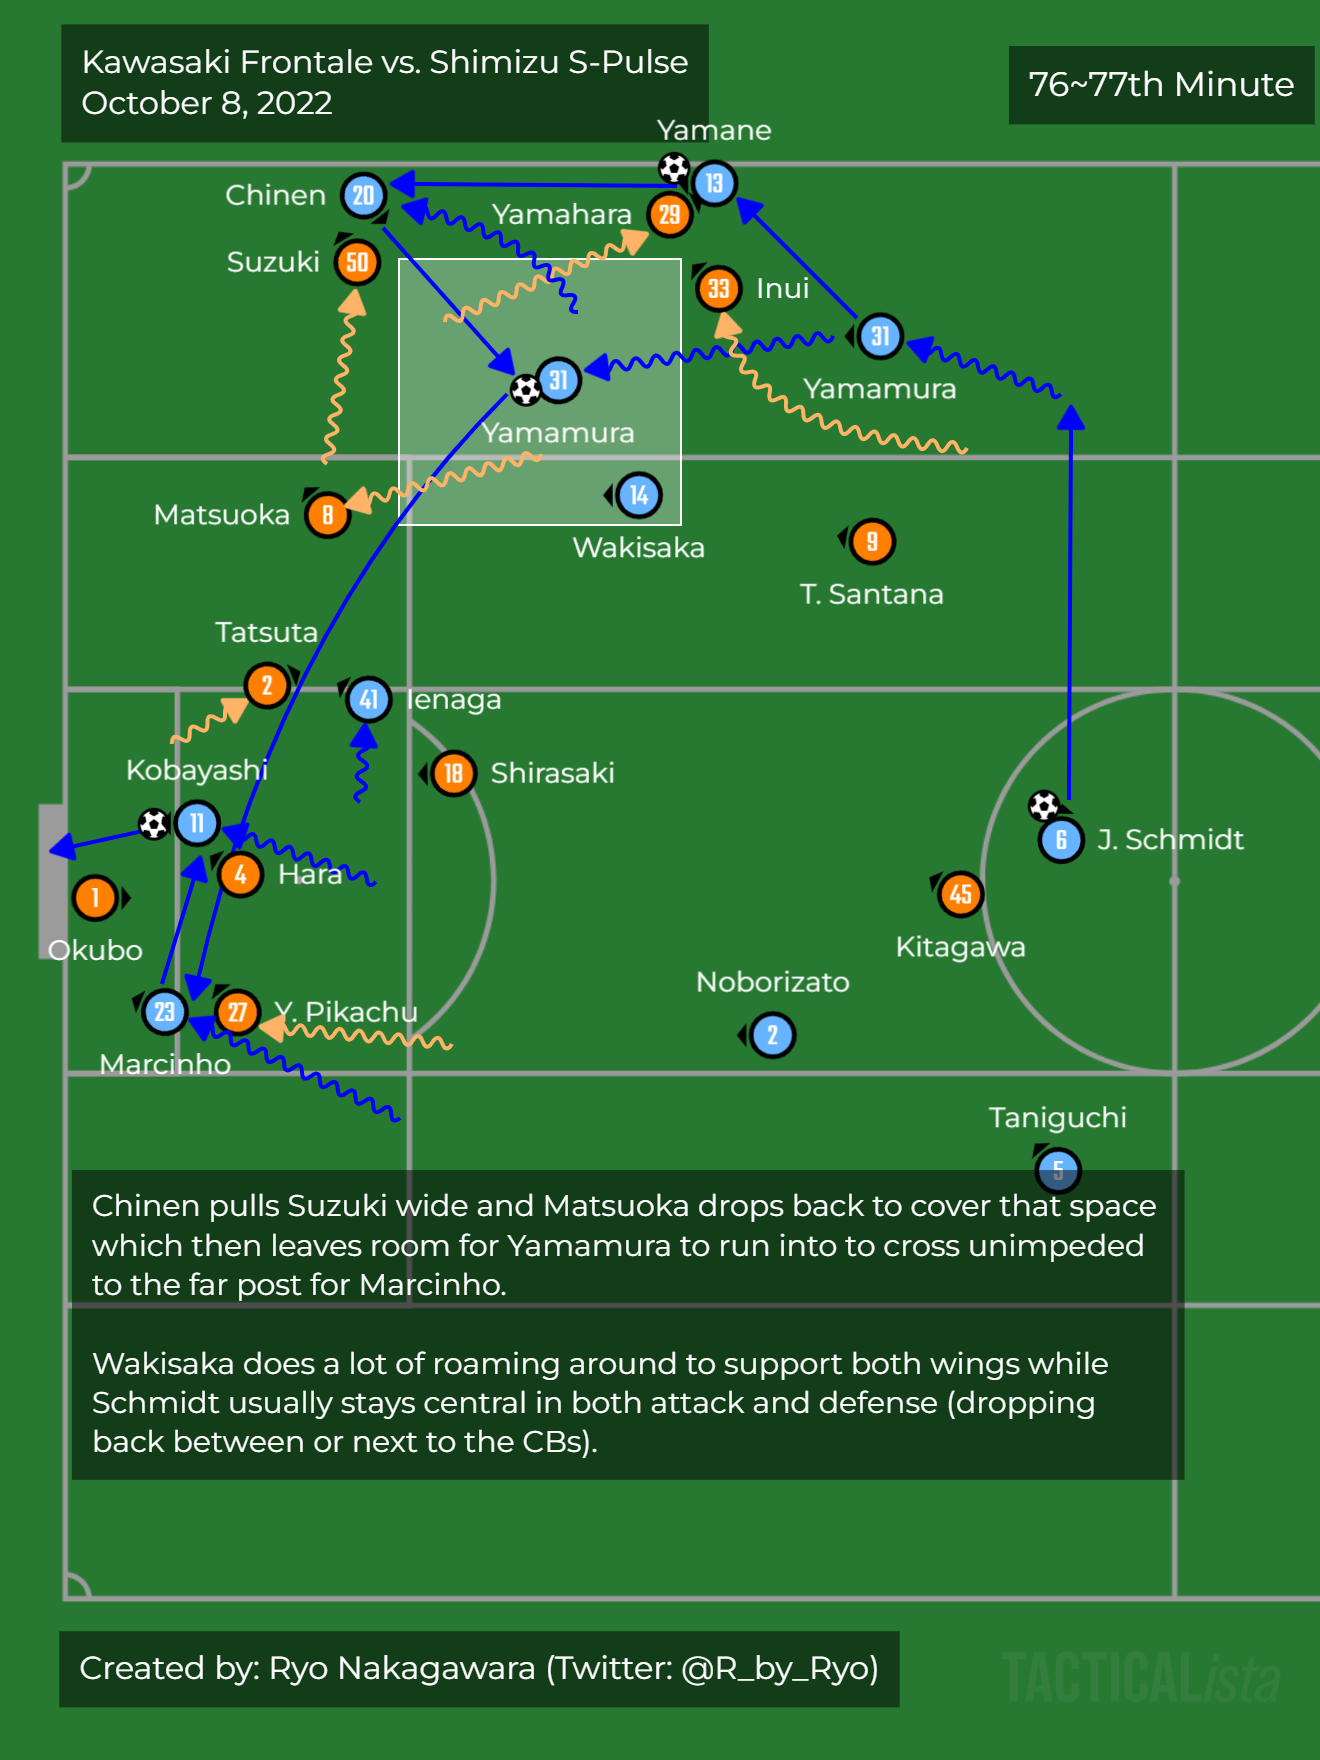 Kawasaki Frontale vs. Shimizu S-Pulse
October 8, 2022
76~77th Minute
Yamane
13
Chinen
20
Yamahara
29
Suzuki
50
33
Inui
31
Yamamura
31
Yamamura
14
Wakisaka
Matsuoka
8
9
T. Santana
Tatsuta
2
41
Ienaga
Kobayashi
11
18
Shirasaki
6
J. Schmidt
4
Hara
1
Okubo
45
Kitagawa
Noborizato
2
23
Marcinho
27
Y. Pikachu
Taniguchi
5
Chinen pulls Suzuki wide and Matsuoka drops back to cover that space
which then leaves room for Yamamura to run into to cross unimpeded
to the far post for Marcinho.
Wakisaka does a lot of roaming around to support both wings while
Schmidt usually stays central in both attack and defense (dropping
back between or next to the CBs).
Created by: Ryo Nakagawara (Twitter: @R_by_Ryo)
TACTICALista